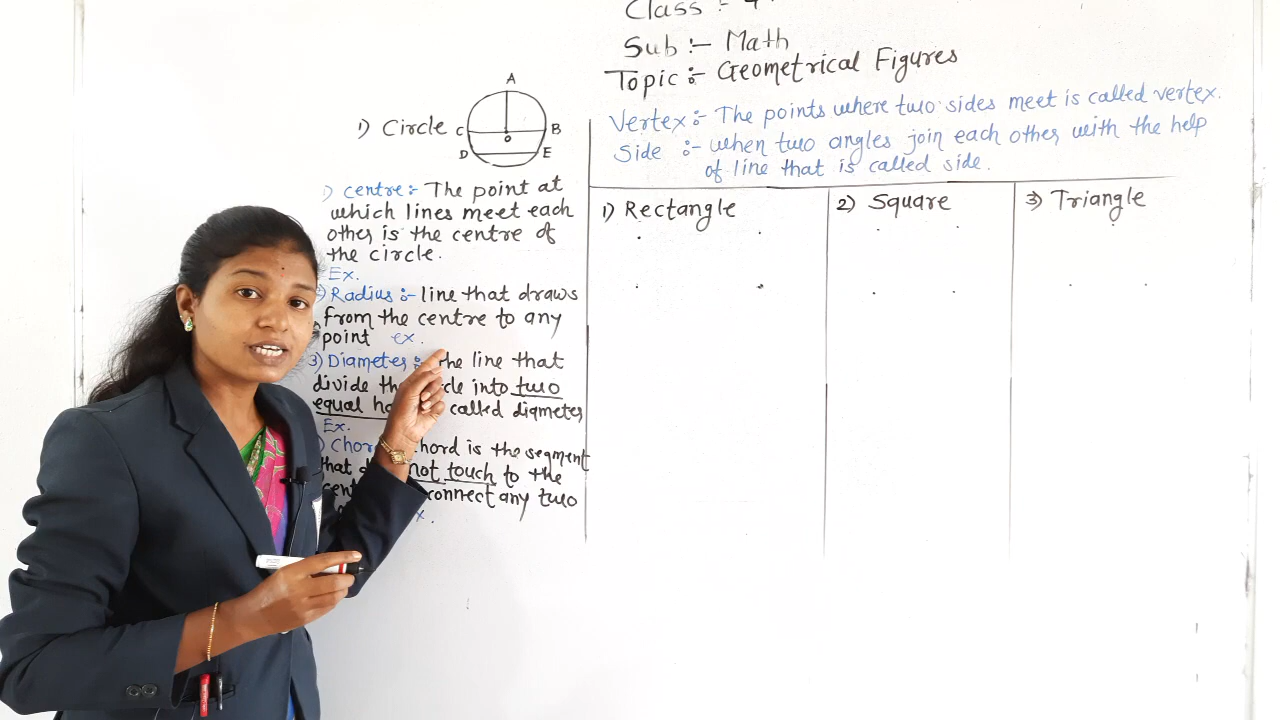 Class :-
Sub :- Math
Topic :- Geometrical Figures
Vertex :- The points where two sides meet is called vertex.
Side :- when two angles join each other with the help
of line that is called side.
A
1) Circle C B
O
D E
1) centre :- The point at
which lines meet each
other is the centre of
the circle.
Ex.
Radius :- line that draws
from the centre to any
point ex.
3) Diameter :- The line that
divide the into two
equal called diameter
Ex.
chord is the segment
that not touch to the
connect any two
1) Rectangle
2) Square
3) Triangle